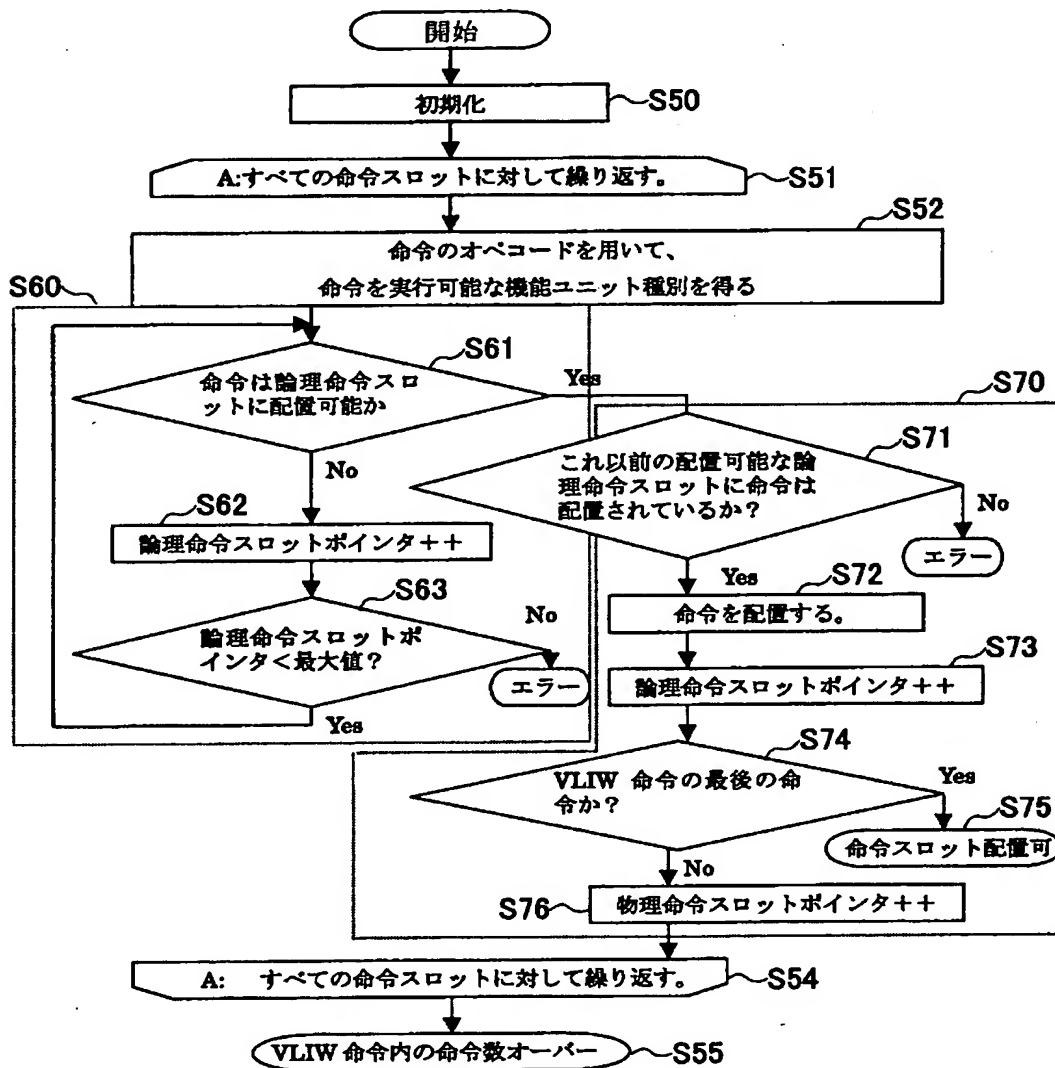 開始
初期化
S50
A:すべての命令スロットに対して繰り返す。
S51
S52
命令のオペコードを用いて、
命令を実行可能な機能ユニット種別を得る
S60
S61
命令は論理命令スロ
ットに配置可能か
Yes
No
S70
S71
これ以前の配置可能な論
理命令スロットに命令は
配置されているか?
No
エラー
Yes
S62
論理命令スロットポインタ++
S63
論理命令スロットポ
インタ<最大値?
No
エラー
Yes
S72
命令を配置する。
S73
論理命令スロットポインタ++
S74
VLIW 命令の最後の命
令か?
Yes
S75
命令スロット配置可
No
S76
物理命令スロットポインタ++
A: すべての命令スロットに対して繰り返す。
S54
VLIW 命令内の命令数オーバー
S55